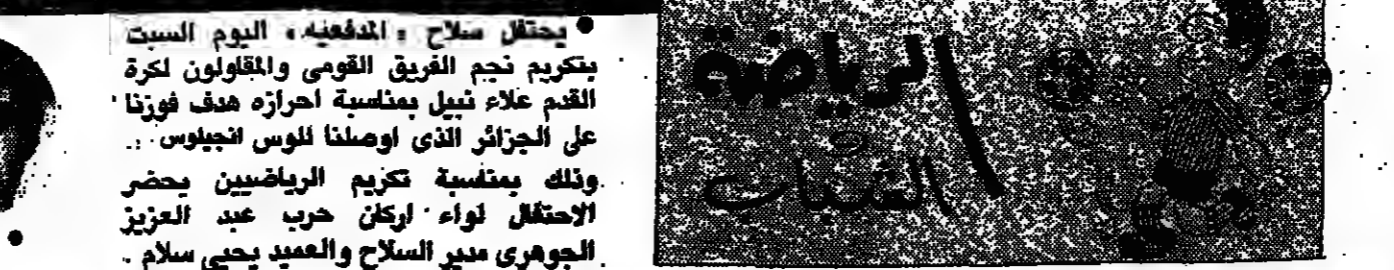 الرياضة
الشباب
● يحتفل سلاح « المدفعيه » اليوم السبت
بتكريم نجم الفريق القومى والمقاولون لكرة
القدم علاء نبيل بمناسبة احرازه هدف فوزنا
على الجزائر الذى اوصلنا للوس انجيلوس ..
وذلك بمناسبة تكريم الرياضيين يحضر
الاحتفال لواء اركان حرب عبد العزيز
الجوهرى مدير السلاح والعميد يحيى سلام .